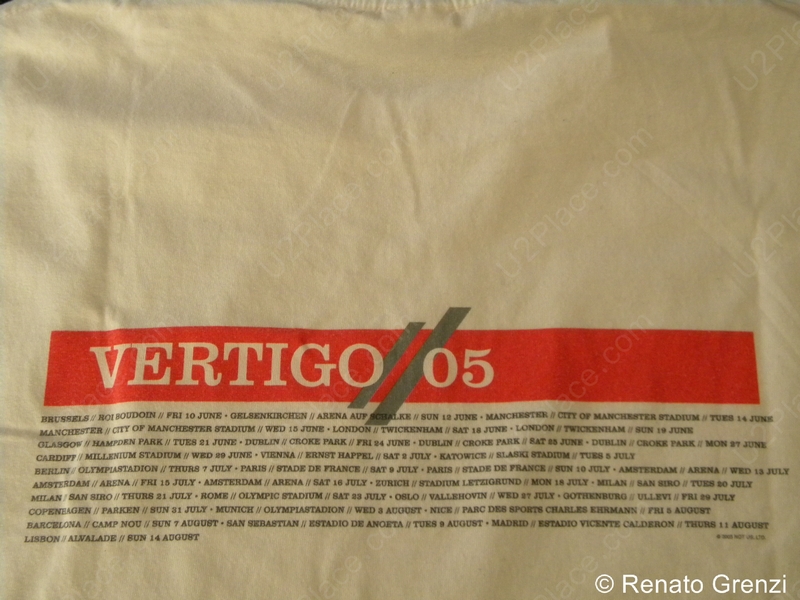 VERTIGO // 05
BRUSSELS // ROI BOUDOIN // FRI 10 JUNE · GELSENKIRCHEN // ARENA AUF SCHALKE // SUN 12 JUNE · MANCHESTER // CITY OF MANCHESTER STADIUM // TUES 14 JUNE
MANCHESTER // CITY OF MANCHESTER STADIUM // WED 15 JUNE · LONDON // TWICKENHAM // SAT 18 JUNE · LONDON // TWICKENHAM // SUN 19 JUNE
GLASGOW // HAMPDEN PARK // TUES 21 JUNE · DUBLIN // CROKE PARK // FRI 24 JUNE · DUBLIN // CROKE PARK // SAT 25 JUNE · DUBLIN // CROKE PARK // MON 27 JUNE
CARDIFF // MILLENIUM STADIUM // WED 29 JUNE · VIENNA // ERNST HAPPEL // SAT 2 JULY · KATOWICE // SLASKI STADIUM // TUES 5 JULY
BERLIN // OLYMPIASTADION // THURS 7 JULY · PARIS // STADE DE FRANCE // SAT 9 JULY · PARIS // STADE DE FRANCE // SUN 10 JULY · AMSTERDAM // ARENA // WED 13 JULY
AMSTERDAM // ARENA // FRI 15 JULY · AMSTERDAM // ARENA // SAT 16 JULY · ZURICH // STADIUM LETZIGRUND // MON 18 JULY · MILAN // SAN SIRO // TUES 20 JULY
MILAN // SAN SIRO // THURS 21 JULY · ROME // OLYMPIC STADIUM // SAT 23 JULY · OSLO // VALLEHOVIN // WED 27 JULY · GOTHENBURG // ULLEVI // FRI 29 JULY
COPENHAGEN // PARKEN // SUN 31 JULY · MUNICH // OLYMPIASTADION // WED 3 AUGUST · NICE // PARC DES SPORTS CHARLES EHRMANN // FRI 5 AUGUST
BARCELONA // CAMP NOU // SUN 7 AUGUST · SAN SEBASTIAN // ESTADIO DE ANOETA // TUES 9 AUGUST · MADRID // ESTADIO VICENTE CALDERON // THURS 11 AUGUST
LISBON // ALVALADE // SUN 14 AUGUST
© 2005 NOT US, LTD.
U2Place.com
© Renato Grenzi